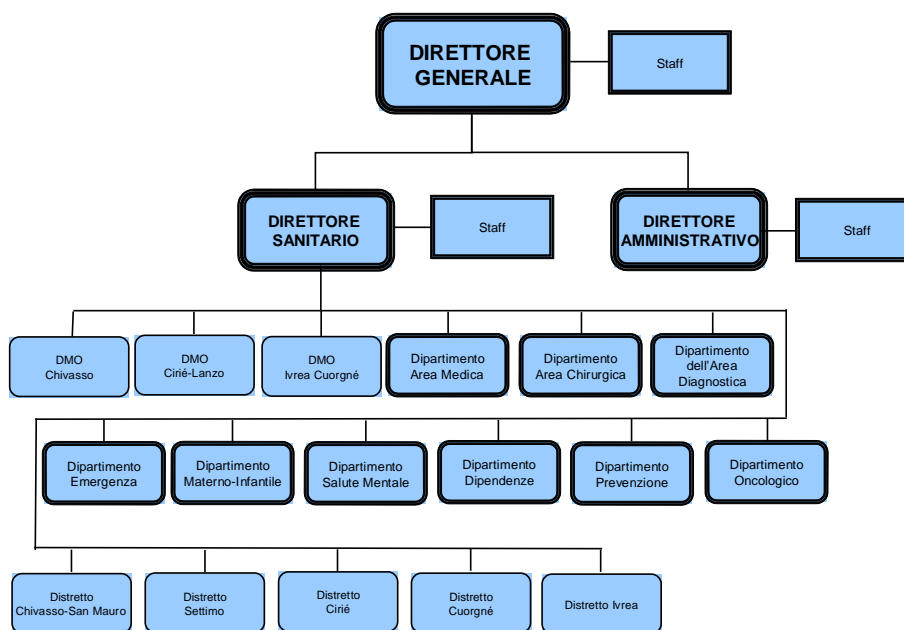 DIRETTORE
GENERALE
Staff
DIRETTORE
SANITARIO
Staff
DIRETTORE
AMMINISTRATIVO
Staff
DMO
Chivasso
DMO
Cirié-Lanzo
DMO
Ivrea Cuorgné
Dipartimento
Area Medica
Dipartimento
Area Chirurgica
Dipartimento
dell'Area
Diagnostica
Dipartimento
Emergenza
Dipartimento
Materno-Infantile
Dipartimento
Salute Mentale
Dipartimento
Dipendenze
Dipartimento
Prevenzione
Dipartimento
Oncologico
Distretto
Chivasso-San Mauro
Distretto
Settimo
Distretto
Cirié
Distretto
Cuorgné
Distretto Ivrea